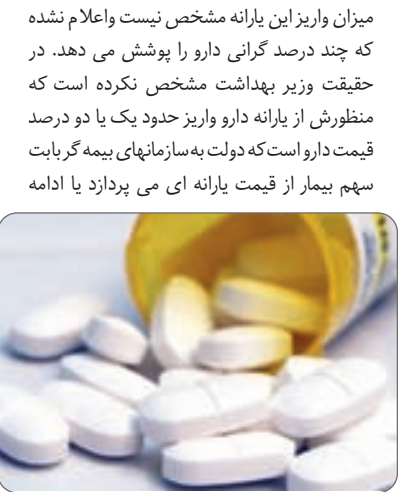 میزان واریز این یارانه مشخص نیست واعلام نشده
که چند درصد گرانی دارو را پوشش می دهد. در
حقیقت وزیر بهداشت مشخص نکرده است که
منظورش از یارانه دارو واریز حدود یک یا دو درصد
قیمت دارو است که دولت به سازمانهای بیمه گر بابت
سهم بیمار از قیمت یارانه ای می پردازد یا ادامه